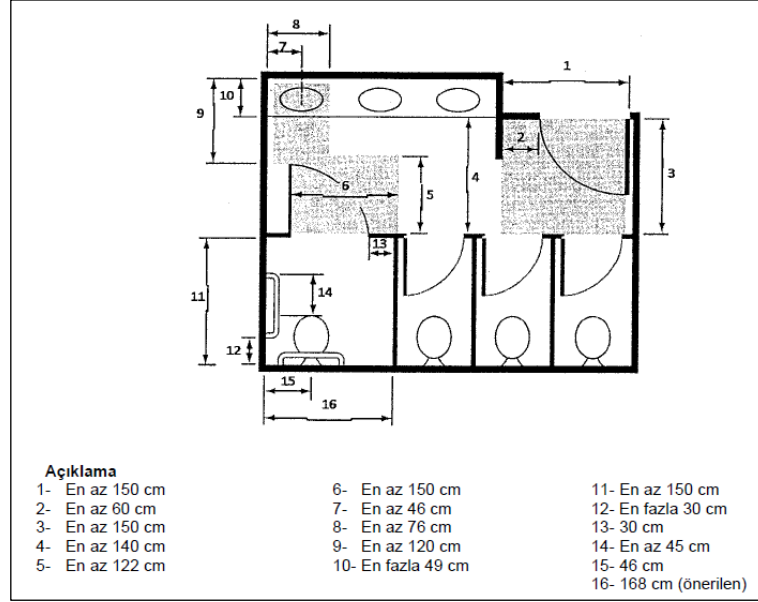 8
7
1
10
9
2
6
5
4
3
13
11
14
12
15
16
Açıklama
1- En az 150 cm
2- En az 60 cm
3- En az 150 cm
4- En az 140 cm
5- En az 122 cm
6- En az 150 cm
7- En az 46 cm
8- En az 76 cm
9- En az 120 cm
10- En fazla 49 cm
11- En az 150 cm
12- En fazla 30 cm
13- 30 cm
14- En az 45 cm
15- 46 cm
16- 168 cm (önerilen)